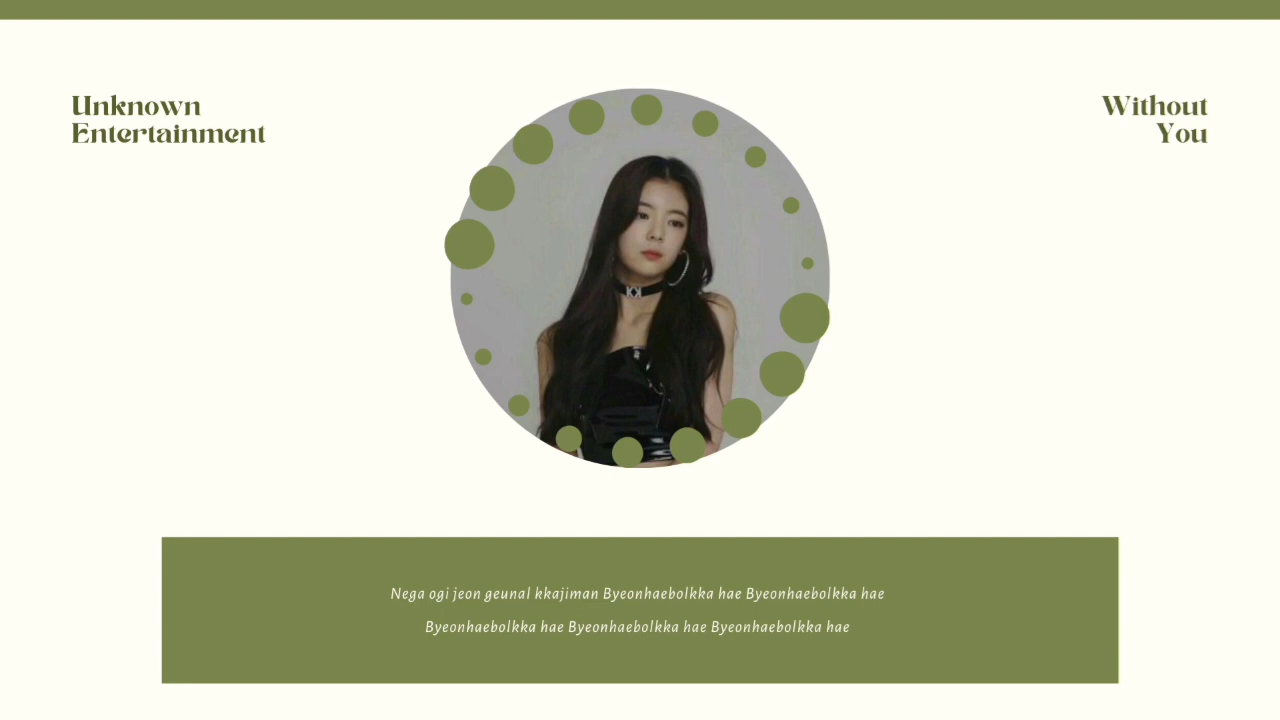 Unknown
Entertainment
Without
You
Nega ogi jeon geunal kkajiman Byeonhaebolkka hae Byeonhaebolkka hae
Byeonhaebolkka hae Byeonhaebolkka hae Byeonhaebolkka hae